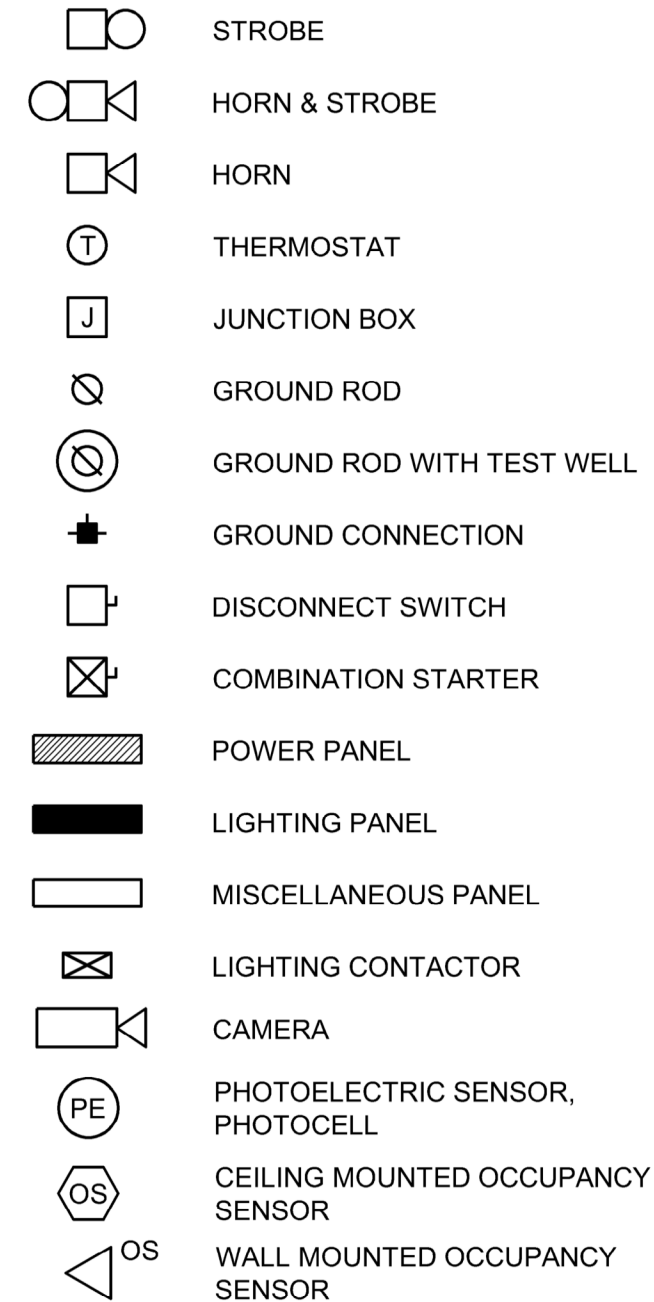 STROBE
HORN & STROBE
HORN
T THERMOSTAT
J JUNCTION BOX
GROUND ROD
GROUND ROD WITH TEST WELL
GROUND CONNECTION
DISCONNECT SWITCH
COMBINATION STARTER
POWER PANEL
LIGHTING PANEL
MISCELLANEOUS PANEL
LIGHTING CONTACTOR
CAMERA
PE PHOTOELECTRIC SENSOR,
PHOTOCELL
OS CEILING MOUNTED OCCUPANCY
SENSOR
OS WALL MOUNTED OCCUPANCY
SENSOR